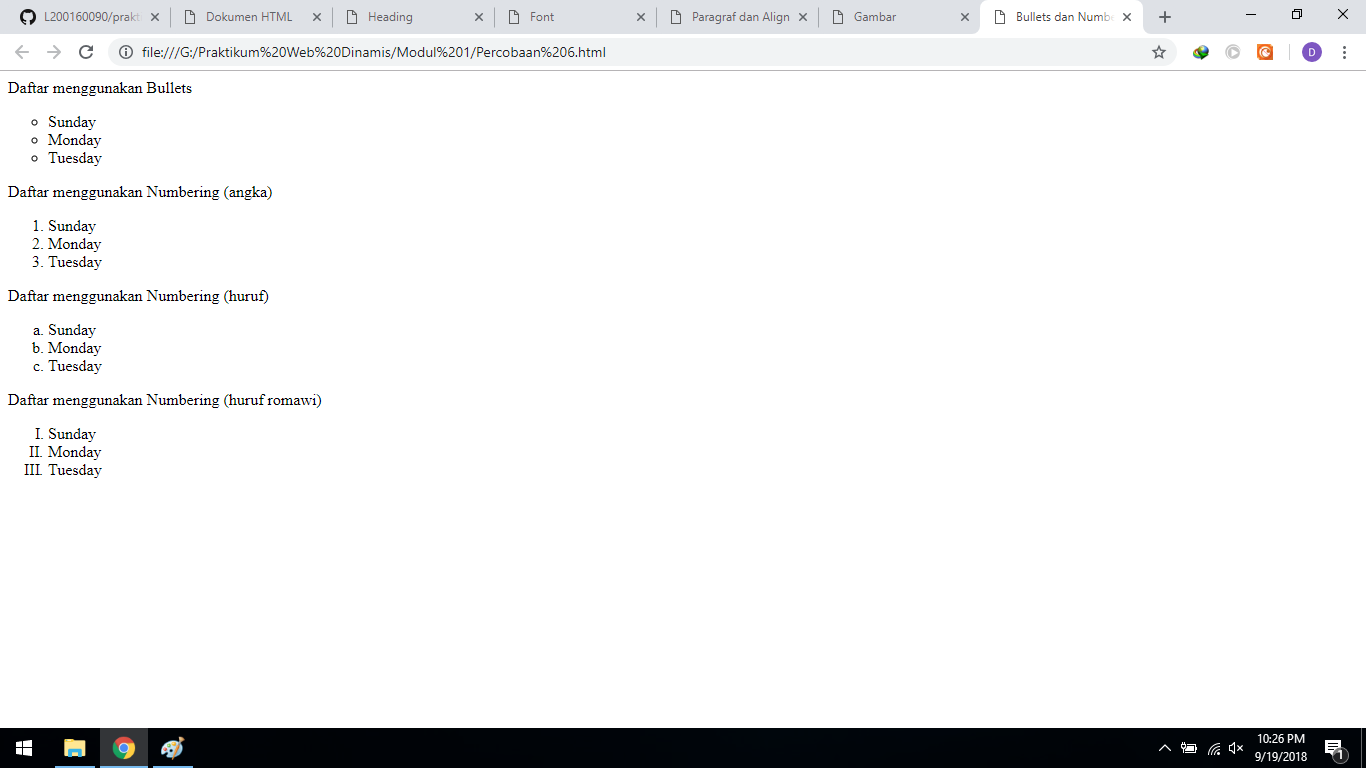 L200160090/prakt
Dokumen HTML
Heading
Font
Paragraf dan Align
Gambar
Bullets dan Numbe
file:///G:/Praktikum%20Web%20Dinamis/Modul%201/Percobaan%206.html
D
Daftar menggunakan Bullets
Sunday
Monday
Tuesday
Daftar menggunakan Numbering (angka)
1. Sunday
2. Monday
3. Tuesday
Daftar menggunakan Numbering (huruf)
a. Sunday
b. Monday
c. Tuesday
Daftar menggunakan Numbering (huruf romawi)
I. Sunday
II. Monday
III. Tuesday
10:26 PM
9/19/2018
1